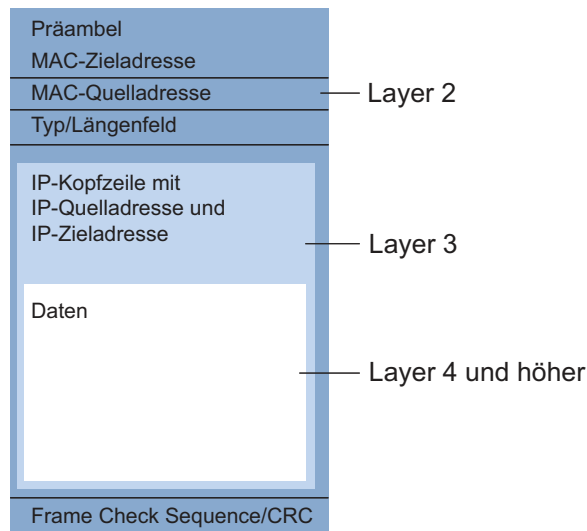 Präambel
MAC-Zieladresse
MAC-Quelladresse
Layer 2
Typ/Längenfeld
IP-Kopfzeile mit
IP-Quelladresse und
IP-Zieladresse
Layer 3
Daten
Layer 4 und höher
Frame Check Sequence/CRC